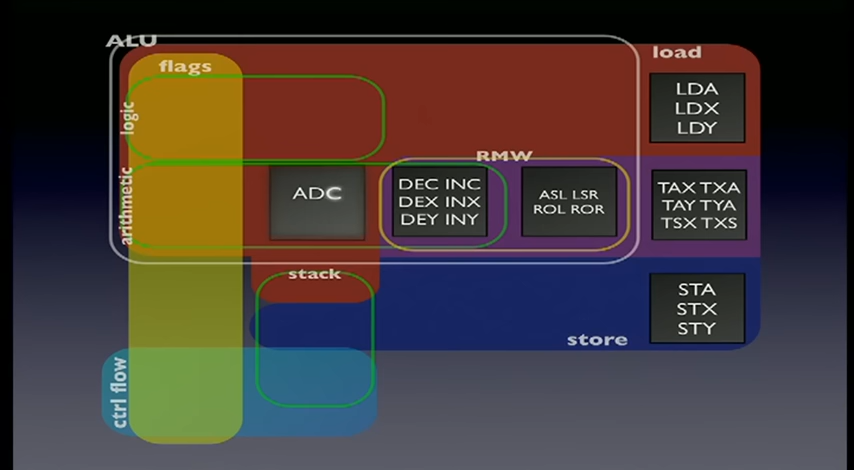 ALU
flags
load
LDA
LDX
LDY
logic
RMW
arithmetic
ADC
DEC INC
DEX INX
DEY INY
ASL LSR
ROL ROR
TAX TXA
TAY TYA
TSX TXS
stack
STA
STX
STY
store
ctrl flow